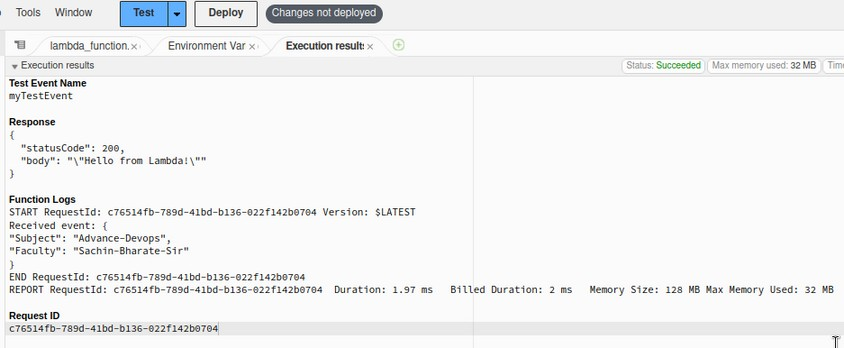 Tools Window Test Deploy Changes not deployed
lambda_function. Environment Var Execution results
Execution results Status: Succeeded Max memory used: 32 MB Time
Test Event Name
myTestEvent
Response
{
"statusCode": 200,
"body": "\"Hello from Lambda!\""
}
Function Logs
START RequestId: c76514fb-789d-41bd-b136-022f142b0704 Version: $LATEST
Received event: {
"Subject": "Advance-Devops",
"Faculty": "Sachin-Bharate-Sir"
}
END RequestId: c76514fb-789d-41bd-b136-022f142b0704
REPORT RequestId: c76514fb-789d-41bd-b136-022f142b0704 Duration: 1.97 ms Billed Duration: 2 ms Memory Size: 128 MB Max Memory Used: 32 MB
Request ID
c76514fb-789d-41bd-b136-022f142b0704